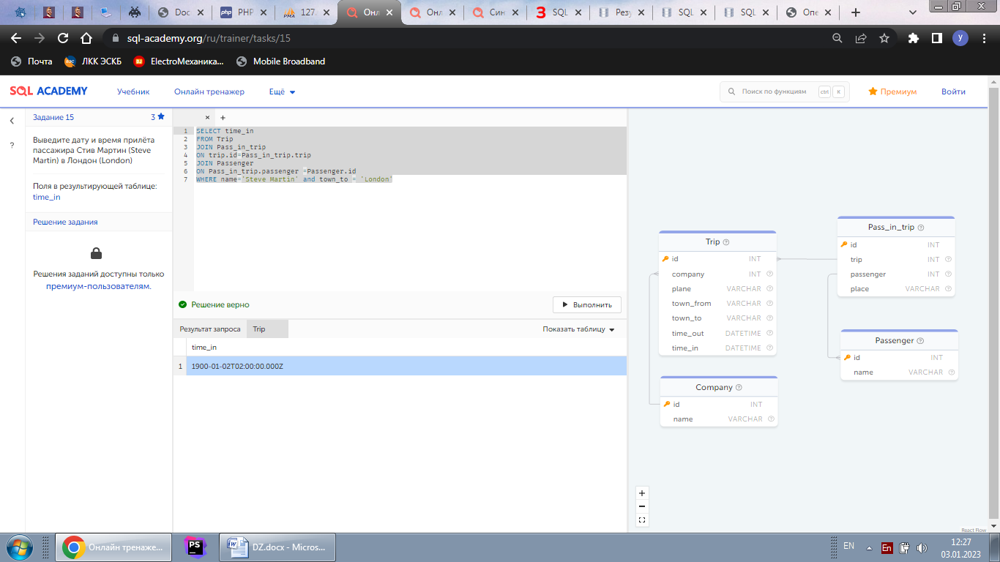 Doc
PHP
127.
Онл
Онл
Син
SQL
Резу
SQL
SQL
Опе
sql-academy.org/ru/trainer/tasks/15
у
Почта
ЛКК ЭСКБ
ElectroМеханика...
Mobile Broadband
SQL ACADEMY
Учебник
Онлайн тренажер
Ещё
Поиск по функциям
ctrl
K
Премиум
Войти
Задание 15
3
Выведите дату и время прилёта
пассажира Стив Мартин (Steve
Martin) в Лондон (London)
Поля в результирующей таблице:
time_in
Решение задания
Решения заданий доступны только
премиум-пользователям.
1 SELECT time_in
2 FROM Trip
3 JOIN Pass_in_trip
4 ON trip.id=Pass_in_trip.trip
5 JOIN Passenger
6 ON Pass_in_trip.passenger =Passenger.id
7 WHERE name='Steve Martin' and town_to = 'London'
Решение верно
Выполнить
Результат запроса
Trip
Показать таблицу
time_in
1 1900-01-02T02:00:00.000Z
Trip
id INT
company INT
plane VARCHAR
town_from VARCHAR
town_to VARCHAR
time_out DATETIME
time_in DATETIME
Company
id INT
name VARCHAR
Pass_in_trip
id INT
trip INT
passenger INT
place VARCHAR
Passenger
id INT
name VARCHAR
React Flow
Онлайн тренаже...
PS
DZ.docx - Micros...
EN
En
12:27
03.01.2023